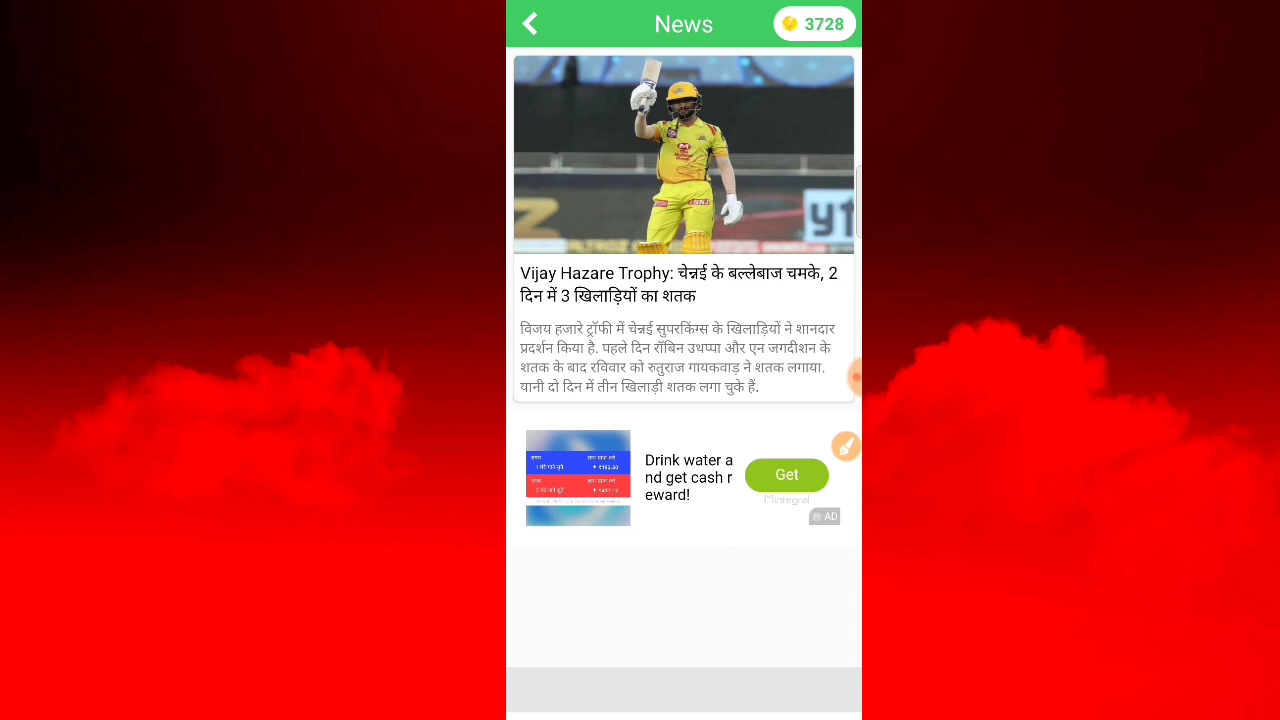 News
3728
Vijay Hazare Trophy: चेन्नई के बल्लेबाज चमके, 2
दिन में 3 खिलाड़ियों का शतक
विजय हजारे ट्रॉफी में चेन्नई सुपरकिंग्स के खिलाड़ियों ने शानदार
प्रदर्शन किया है. पहले दिन रॉबिन उथप्पा और एन जगदीशन के
शतक के बाद रविवार को रुतुराज गायकवाड़ ने शतक लगाया.
यानी दो दिन में तीन खिलाड़ी शतक लगा चुके हैं.
Drink water a
nd get cash r
eward!
Get
Mintegral
AD